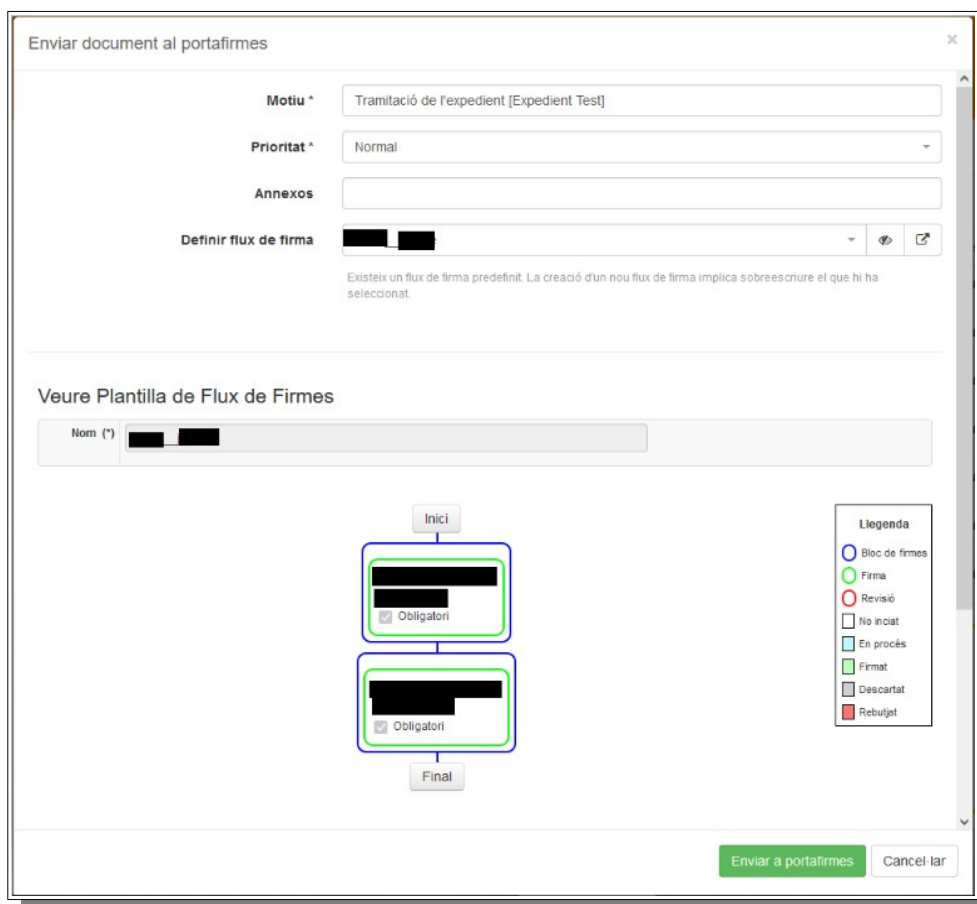 Enviar document al portafirmes ×
Motiu * Tramitació de l'expedient [Expedient Test]
Prioritat * Normal
Annexos
Definir flux de firma
Existeix un flux de firma predefinit. La creació d'un nou flux de firma implica sobreescriure el que hi ha
seleccionat.
Veure Plantilla de Flux de Firmes
Nom (*)
Inici
Obligatori
Obligatori
Final
Llegenda
Bloc de firmes
Firma
Revisió
No inciat
En procés
Firmat
Descartat
Rebutjat
Enviar a portafirmes Cancel·lar